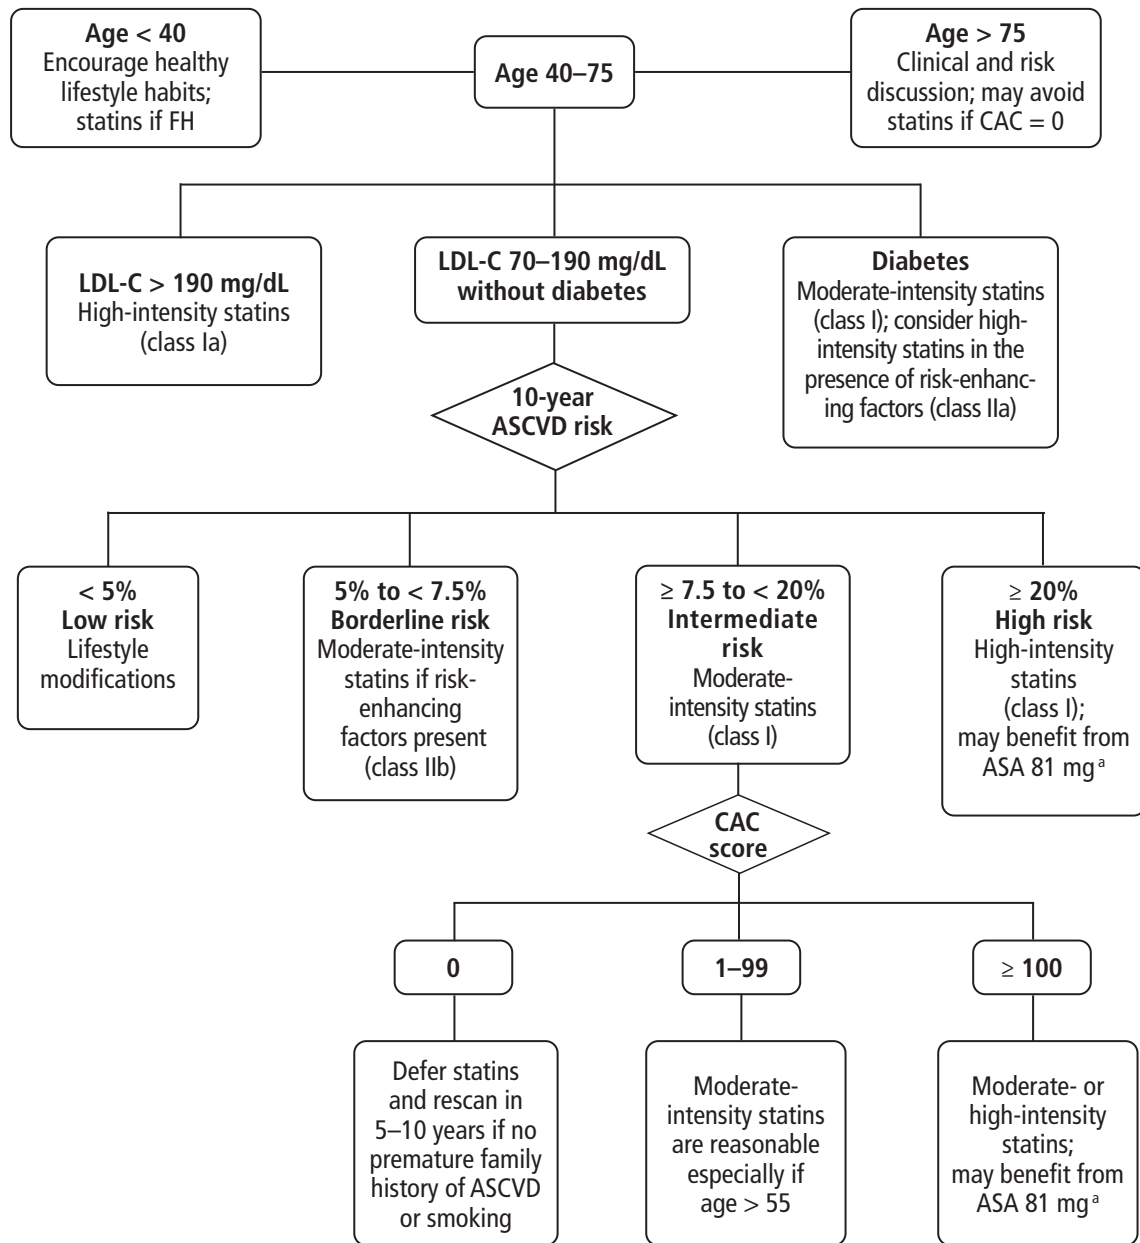 Age < 40
Encourage healthy
lifestyle habits;
statins if FH
Age 40–75
Age > 75
Clinical and risk
discussion; may avoid
statins if CAC = 0
LDL-C > 190 mg/dL
High-intensity statins
(class Ia)
LDL-C 70–190 mg/dL
without diabetes
Diabetes
Moderate-intensity statins
(class I); consider high-
intensity statins in the
presence of risk-enhanc-
ing factors (class IIa)
10-year
ASCVD risk
< 5%
Low risk
Lifestyle
modifications
5% to < 7.5%
Borderline risk
Moderate-intensity
statins if risk-
enhancing
factors present
(class IIb)
≥ 7.5 to < 20%
Intermediate
risk
Moderate-
intensity statins
(class I)
≥ 20%
High risk
High-intensity
statins
(class I);
may benefit from
ASA 81 mg a
CAC
score
0
1–99
≥ 100
Defer statins
and rescan in
5–10 years if no
premature family
history of ASCVD
or smoking
Moderate-
intensity statins
are reasonable
especially if
age > 55
Moderate- or
high-intensity
statins;
may benefit from
ASA 81 mg a